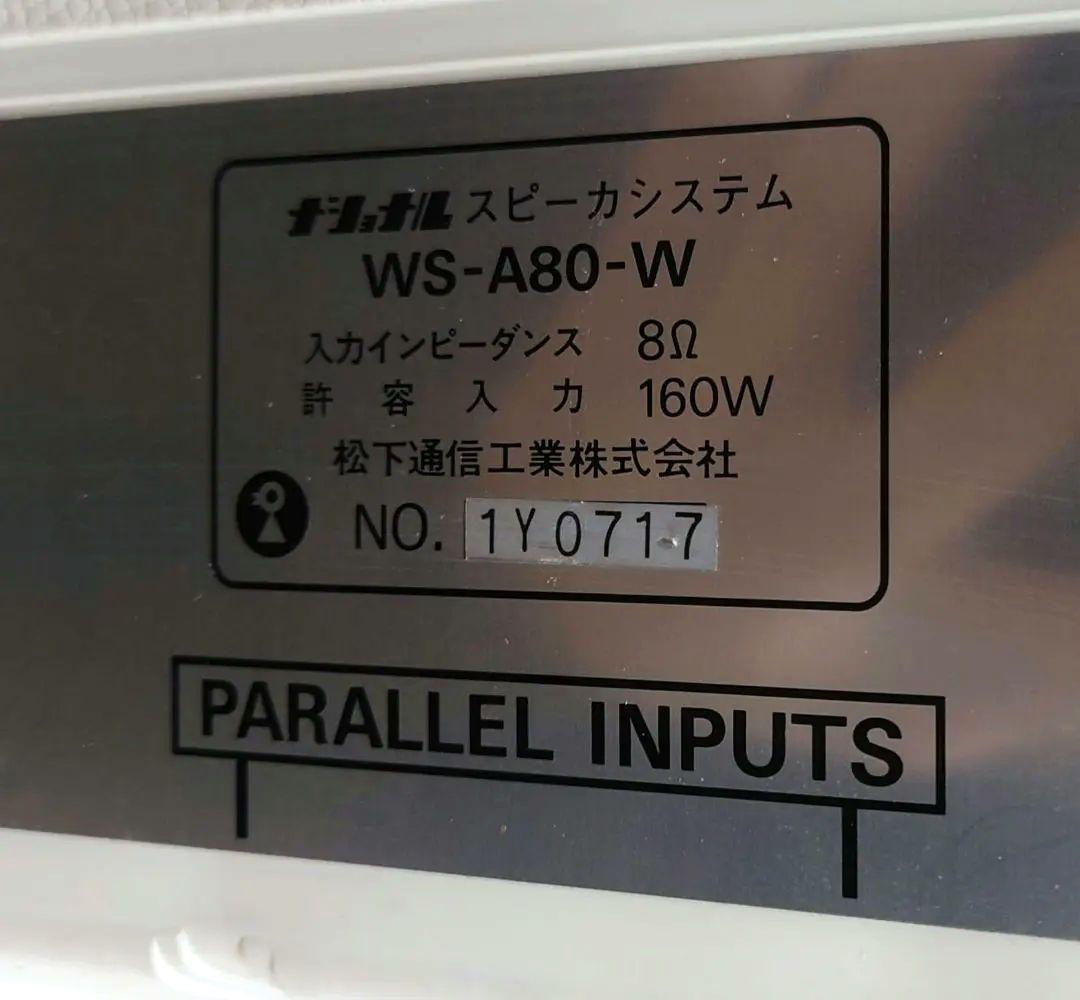 ナショナル スピーカシステム
WS-A80-W
入力インピーダンス 8Ω
許容入力 160W
松下通信工業株式会社
NO. 1Y0717
PARALLEL INPUTS